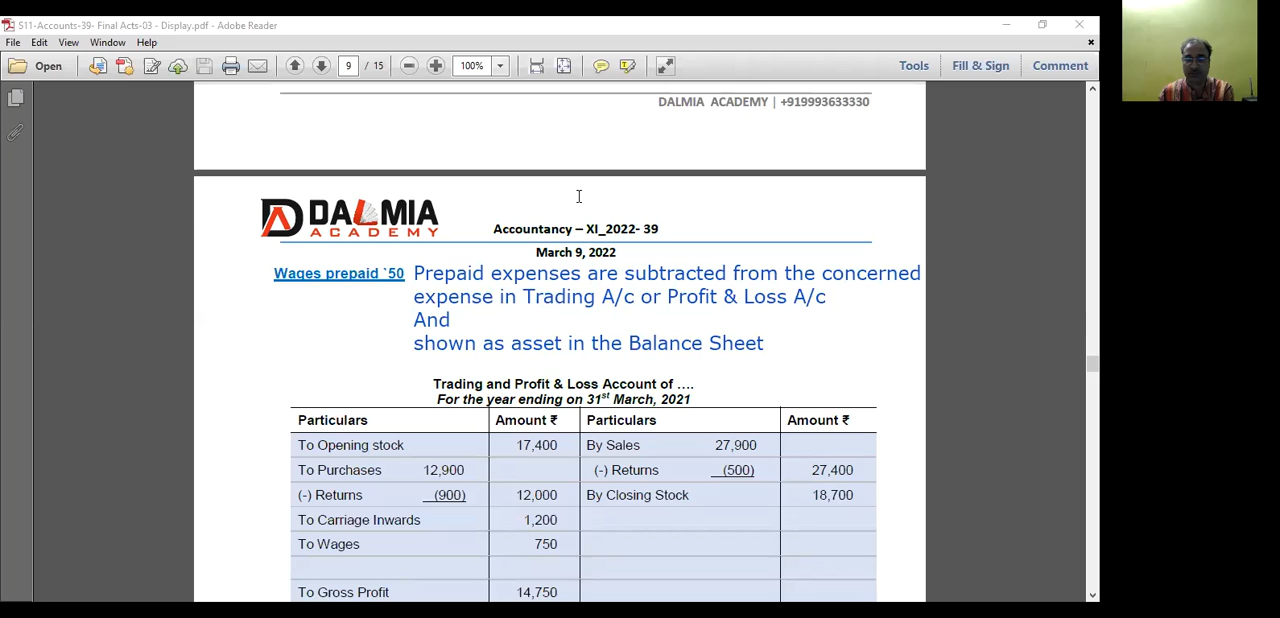 S11-Accounts-39- Final Acts-03 - Display.pdf - Adobe Reader
File Edit View Window Help
Open 9 / 15 100% Tools Fill & Sign Comment
DALMIA ACADEMY | +919993633330
DALMIA
ACADEMY
Accountancy – XI_2022- 39
March 9, 2022
Wages prepaid `50 Prepaid expenses are subtracted from the concerned
expense in Trading A/c or Profit & Loss A/c
And
shown as asset in the Balance Sheet
Trading and Profit & Loss Account of ….
For the year ending on 31st March, 2021
Particulars Amount ₹ Particulars Amount ₹
To Opening stock 17,400 By Sales 27,900
To Purchases 12,900 (-) Returns (500) 27,400
(-) Returns (900) 12,000 By Closing Stock 18,700
To Carriage Inwards 1,200
To Wages 750
To Gross Profit 14,750